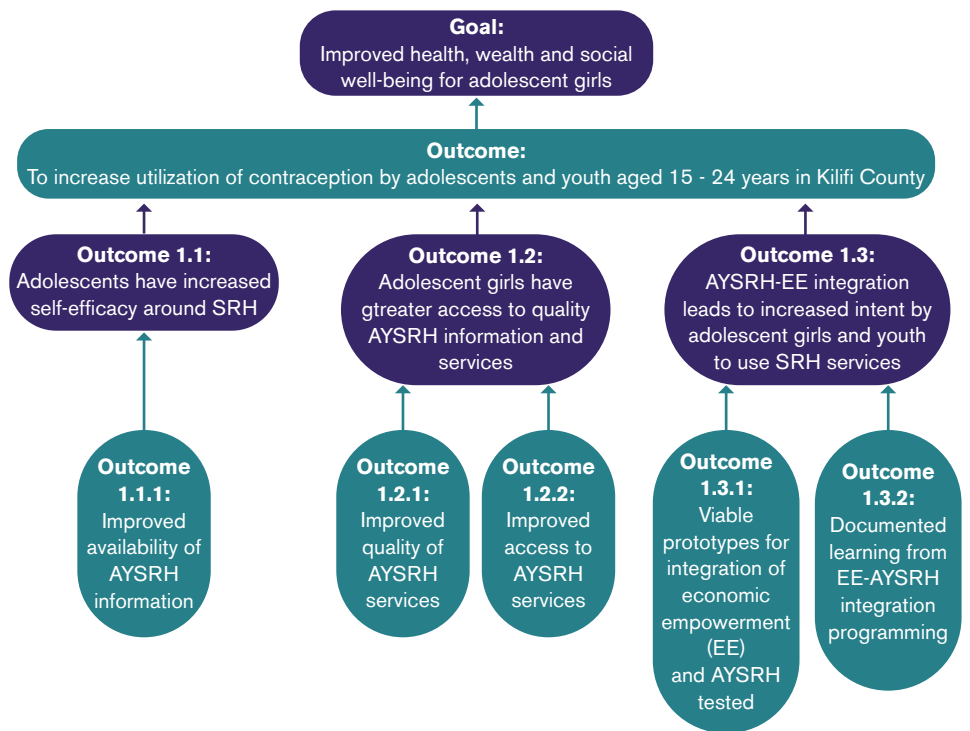 Goal:
Improved health, wealth and social
well-being for adolescent girls
Outcome:
To increase utilization of contraception by adolescents and youth aged 15 - 24 years in Kilifi County
Outcome 1.1:
Adolescents have increased
self-efficacy around SRH
Outcome 1.2:
Adolescent girls have
gtreater access to quality
AYSRH information and
services
Outcome 1.3:
AYSRH-EE integration
leads to increased intent by
adolescent girls and youth
to use SRH services
Outcome
1.1.1:
Improved
availability of
AYSRH
information
Outcome
1.2.1:
Improved
quality of
AYSRH
services
Outcome
1.2.2:
Improved
access to
AYSRH
services
Outcome
1.3.1:
Viable
prototypes for
integration of
economic
empowerment
(EE)
and AYSRH
tested
Outcome
1.3.2:
Documented
learning from
EE-AYSRH
integration
programming